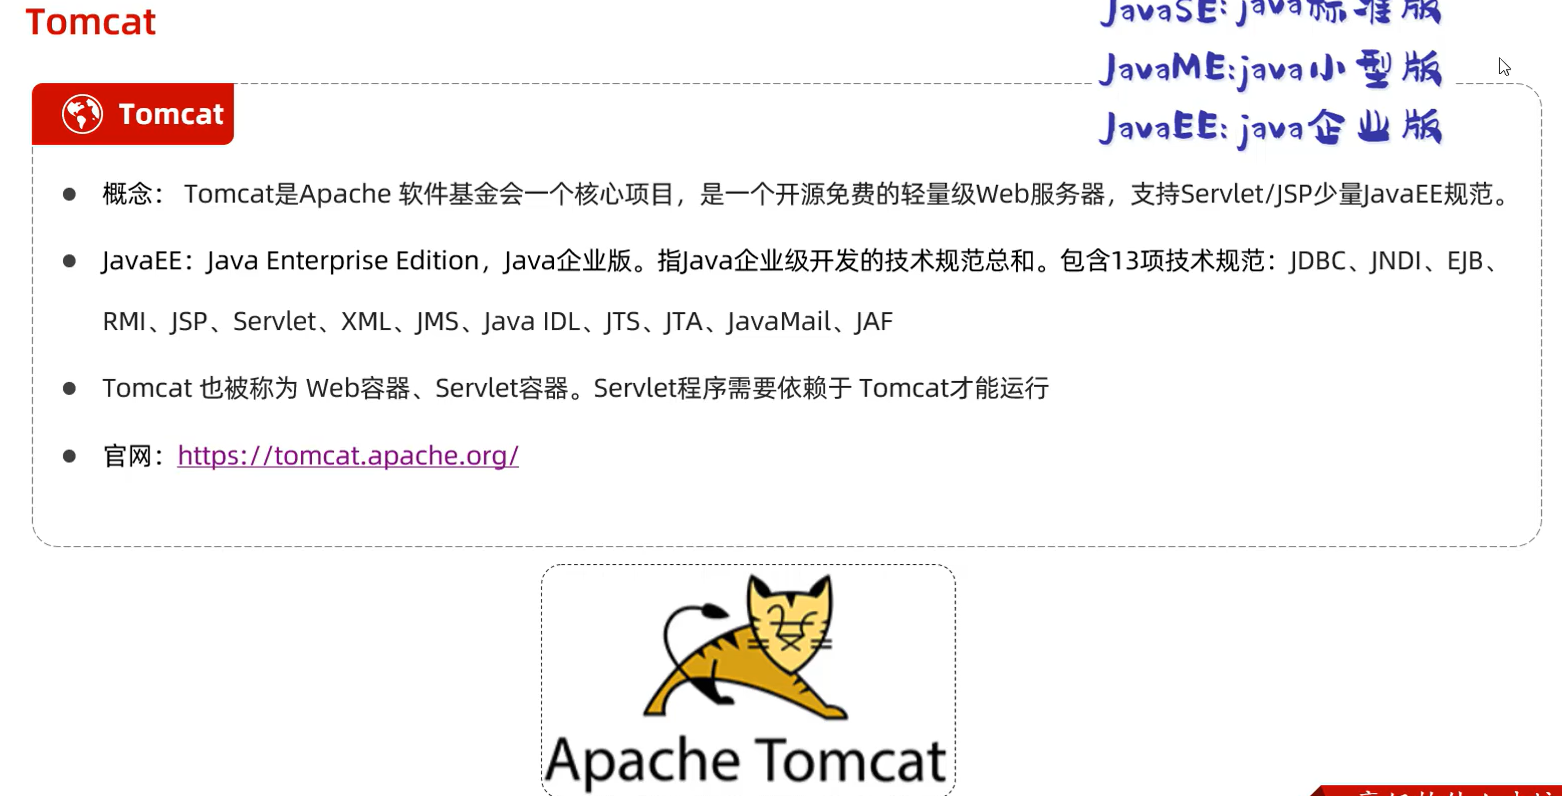 Tomcat
JavaSE: java标准版
JavaME:java小型版
JavaEE: java企业版
Tomcat
概念： Tomcat是Apache 软件基金会一个核心项目，是一个开源免费的轻量级Web服务器，支持Servlet/JSP少量JavaEE规范。
JavaEE：Java Enterprise Edition，Java企业版。指Java企业级开发的技术规范总和。包含13项技术规范：JDBC、JNDI、EJB、
RMI、JSP、Servlet、XML、JMS、Java IDL、JTS、JTA、JavaMail、JAF
Tomcat 也被称为 Web容器、Servlet容器。Servlet程序需要依赖于 Tomcat才能运行
官网：https://tomcat.apache.org/
Apache Tomcat